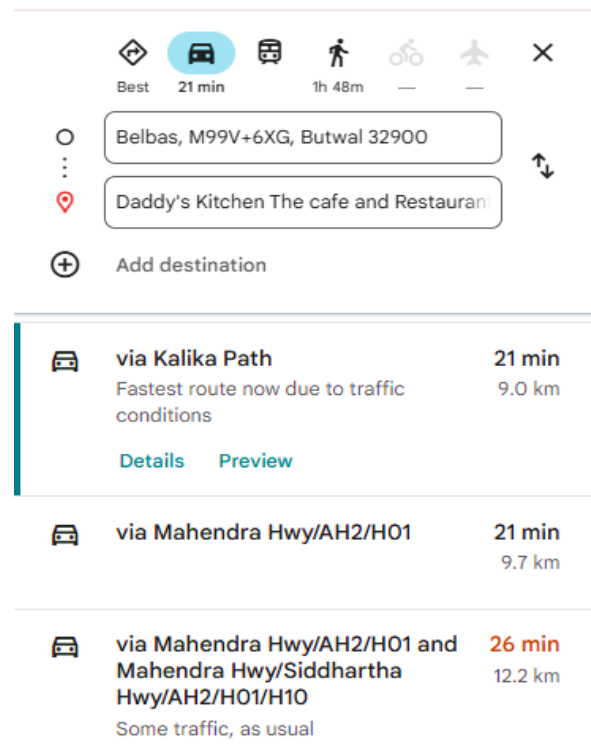 Best
21 min
1h 48m
—
—
Belbas, M99V+6XG, Butwal 32900
Daddy's Kitchen The cafe and Restauran
Add destination
via Kalika Path
21 min
Fastest route now due to traffic
conditions
9.0 km
Details
Preview
via Mahendra Hwy/AH2/H01
21 min
9.7 km
via Mahendra Hwy/AH2/H01 and
Mahendra Hwy/Siddhartha
Hwy/AH2/H01/H10
26 min
12.2 km
Some traffic, as usual